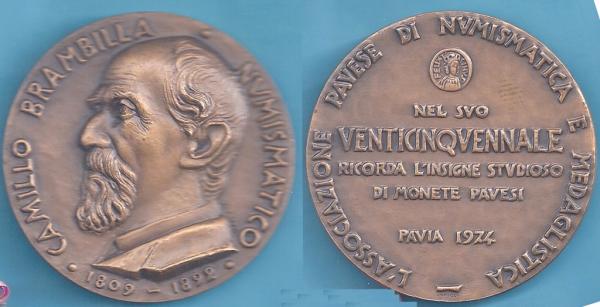 CAMILLO BRAMBILLA · NUMISMATICO ·
· 1809 – 1892 ·
L'ASSOCIAZIONE PAVESE DI NVMISMATICA E MEDAGLISTICA
NEL SVO
VENTICINQVENNALE
RICORDA L'INSIGNE STVDIOSO
DI MONETE PAVESI
PAVIA 1974